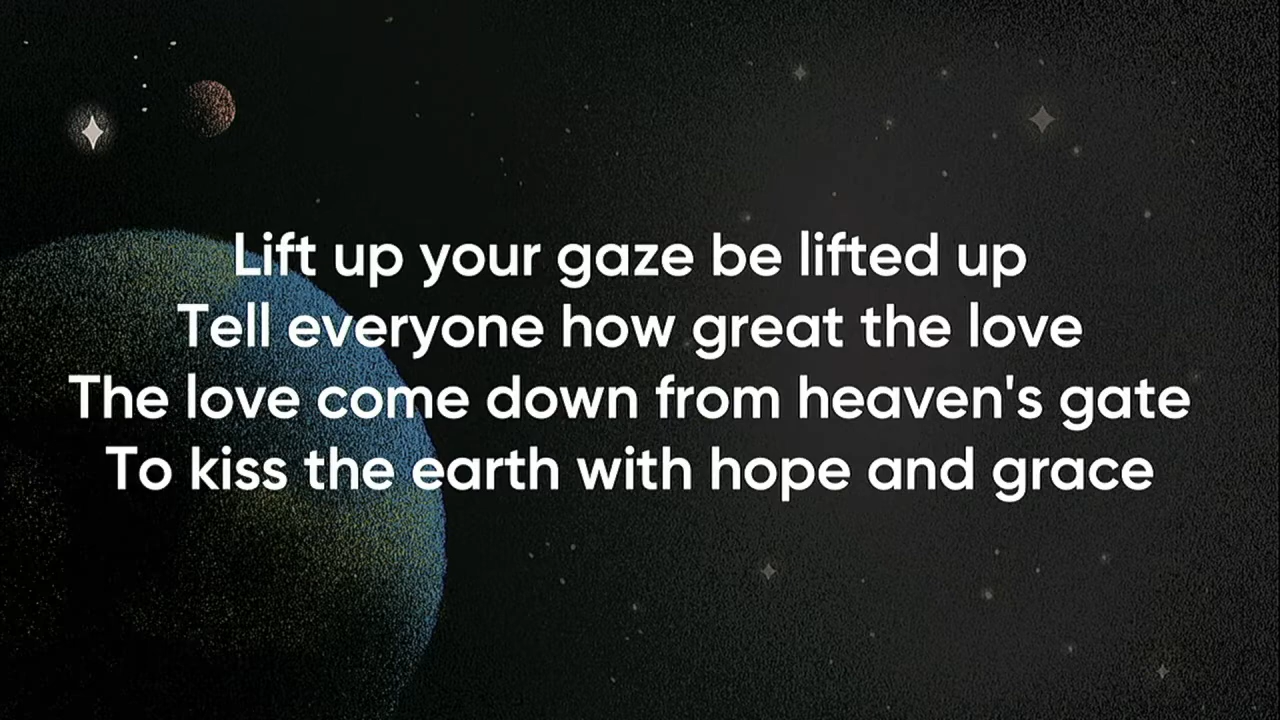 Lift up your gaze be lifted up
Tell everyone how great the love
The love come down from heaven's gate
To kiss the earth with hope and grace